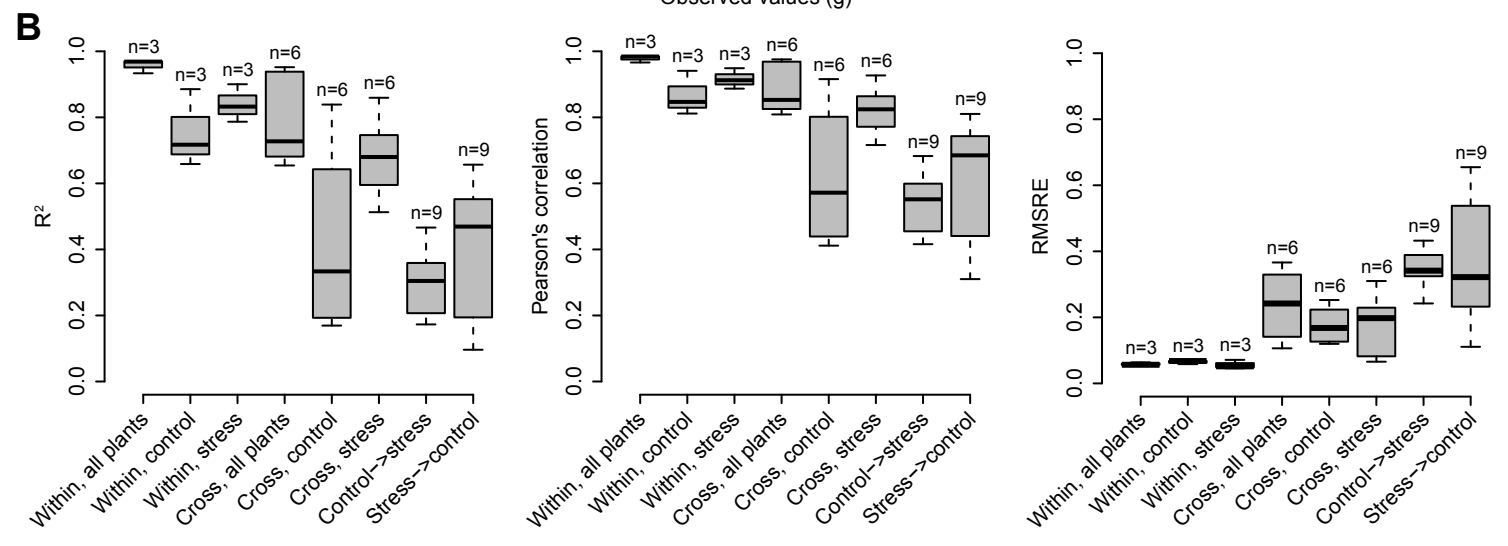 Observed values (g)
B
R²
0.0
0.2
0.4
0.6
0.8
1.0
n=3
n=3
n=3
n=6
n=6
n=6
n=9
n=9
Within, all plants
Within, control
Within, stress
Cross, all plants
Cross, control
Cross, stress
Control−>stress
Stress−>control
Pearson's correlation
0.0
0.2
0.4
0.6
0.8
1.0
n=3
n=3
n=3
n=6
n=6
n=6
n=9
n=9
Within, all plants
Within, control
Within, stress
Cross, all plants
Cross, control
Cross, stress
Control−>stress
Stress−>control
RMSRE
0.0
0.2
0.4
0.6
0.8
1.0
n=3
n=3
n=3
n=6
n=6
n=6
n=9
n=9
Within, all plants
Within, control
Within, stress
Cross, all plants
Cross, control
Cross, stress
Control−>stress
Stress−>control